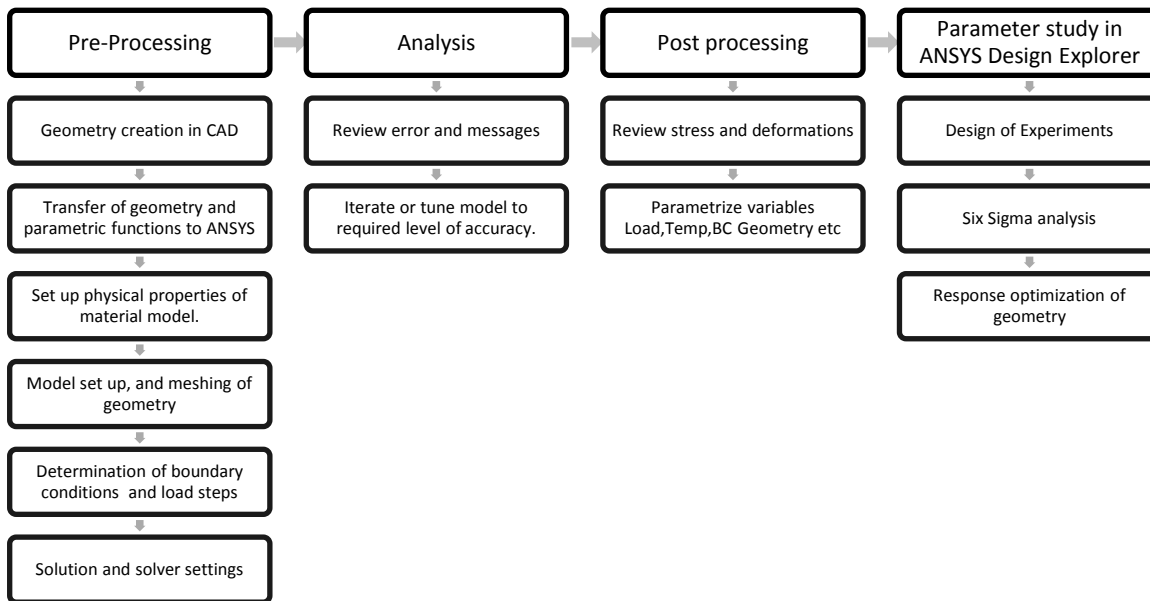 Pre-Processing
Analysis
Post processing
Parameter study in
ANSYS Design Explorer
Geometry creation in CAD
Transfer of geometry and
parametric functions to ANSYS
Set up physical properties of
material model.
Model set up, and meshing of
geometry
Determination of boundary
conditions and load steps
Solution and solver settings
Review error and messages
Iterate or tune model to
required level of accuracy.
Review stress and deformations
Parametrize variables
Load,Temp,BC Geometry etc
Design of Experiments
Six Sigma analysis
Response optimization of
geometry